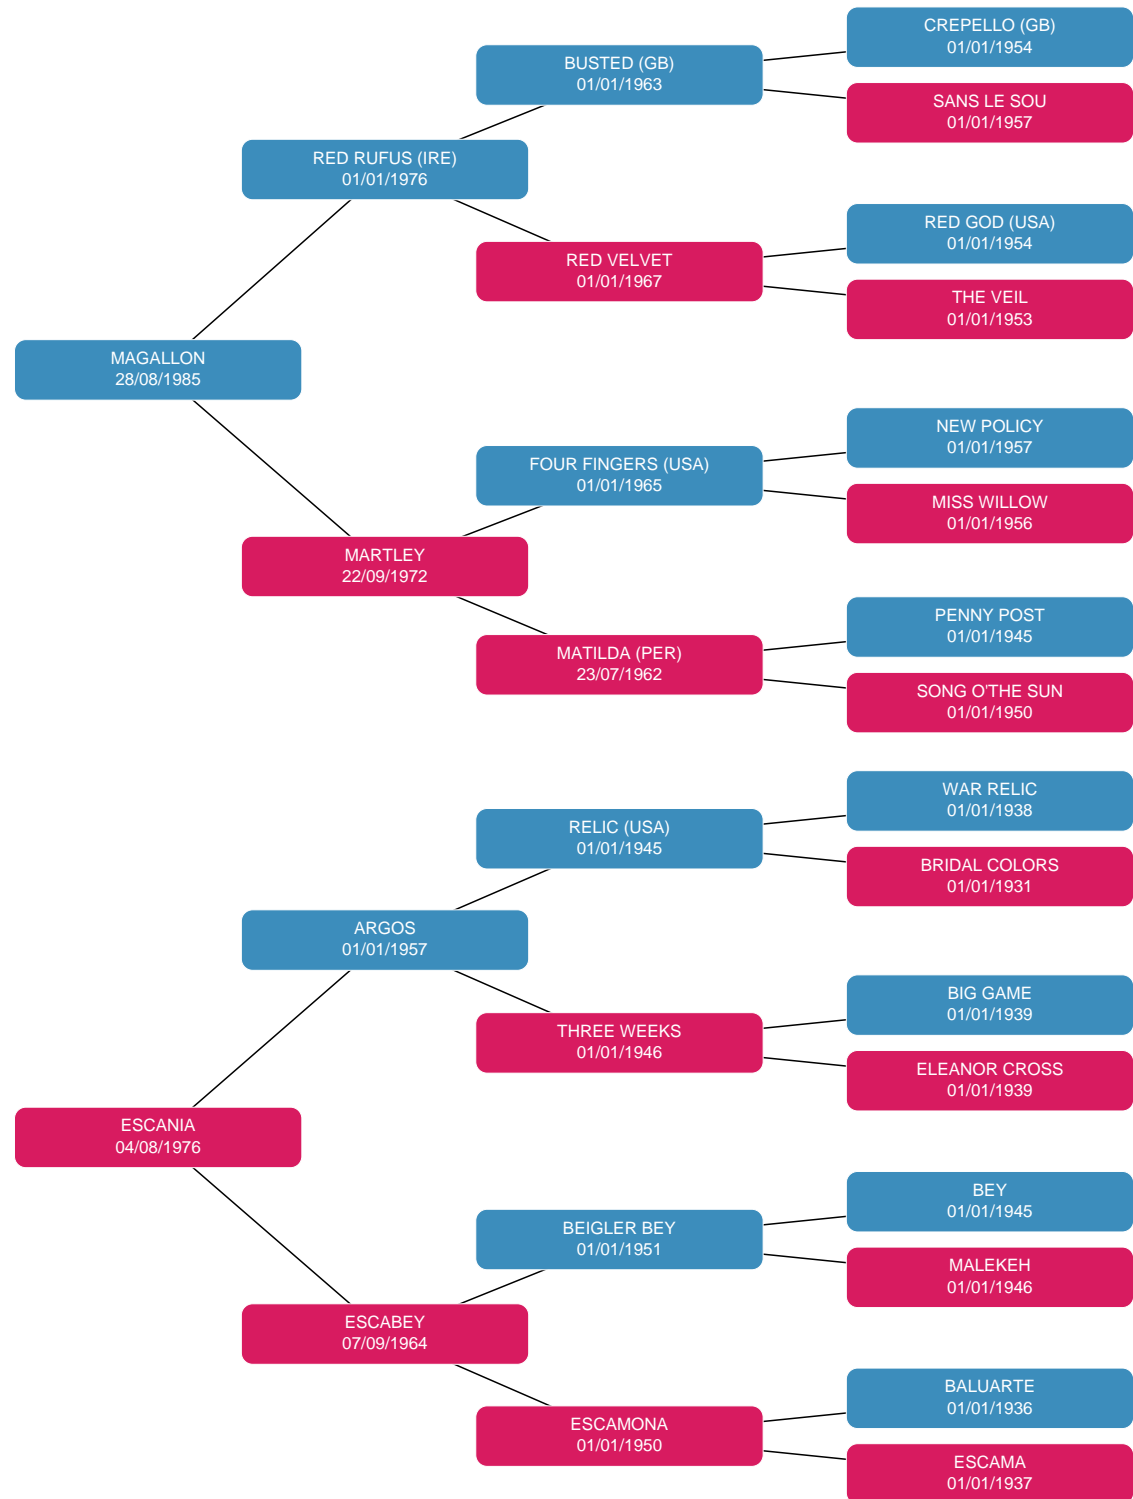 CREPELLO (GB)
01/01/1954
BUSTED (GB)
01/01/1963
SANS LE SOU
01/01/1957
RED RUFUS (IRE)
01/01/1976
RED GOD (USA)
01/01/1954
RED VELVET
01/01/1967
THE VEIL
01/01/1953
MAGALLON
28/08/1985
NEW POLICY
01/01/1957
FOUR FINGERS (USA)
01/01/1965
MISS WILLOW
01/01/1956
MARTLEY
22/09/1972
PENNY POST
01/01/1945
MATILDA (PER)
23/07/1962
SONG O'THE SUN
01/01/1950
WAR RELIC
01/01/1938
RELIC (USA)
01/01/1945
BRIDAL COLORS
01/01/1931
ARGOS
01/01/1957
BIG GAME
01/01/1939
THREE WEEKS
01/01/1946
ELEANOR CROSS
01/01/1939
ESCANIA
04/08/1976
BEY
01/01/1945
BEIGLER BEY
01/01/1951
MALEKEH
01/01/1946
ESCABEY
07/09/1964
BALUARTE
01/01/1936
ESCAMONA
01/01/1950
ESCAMA
01/01/1937